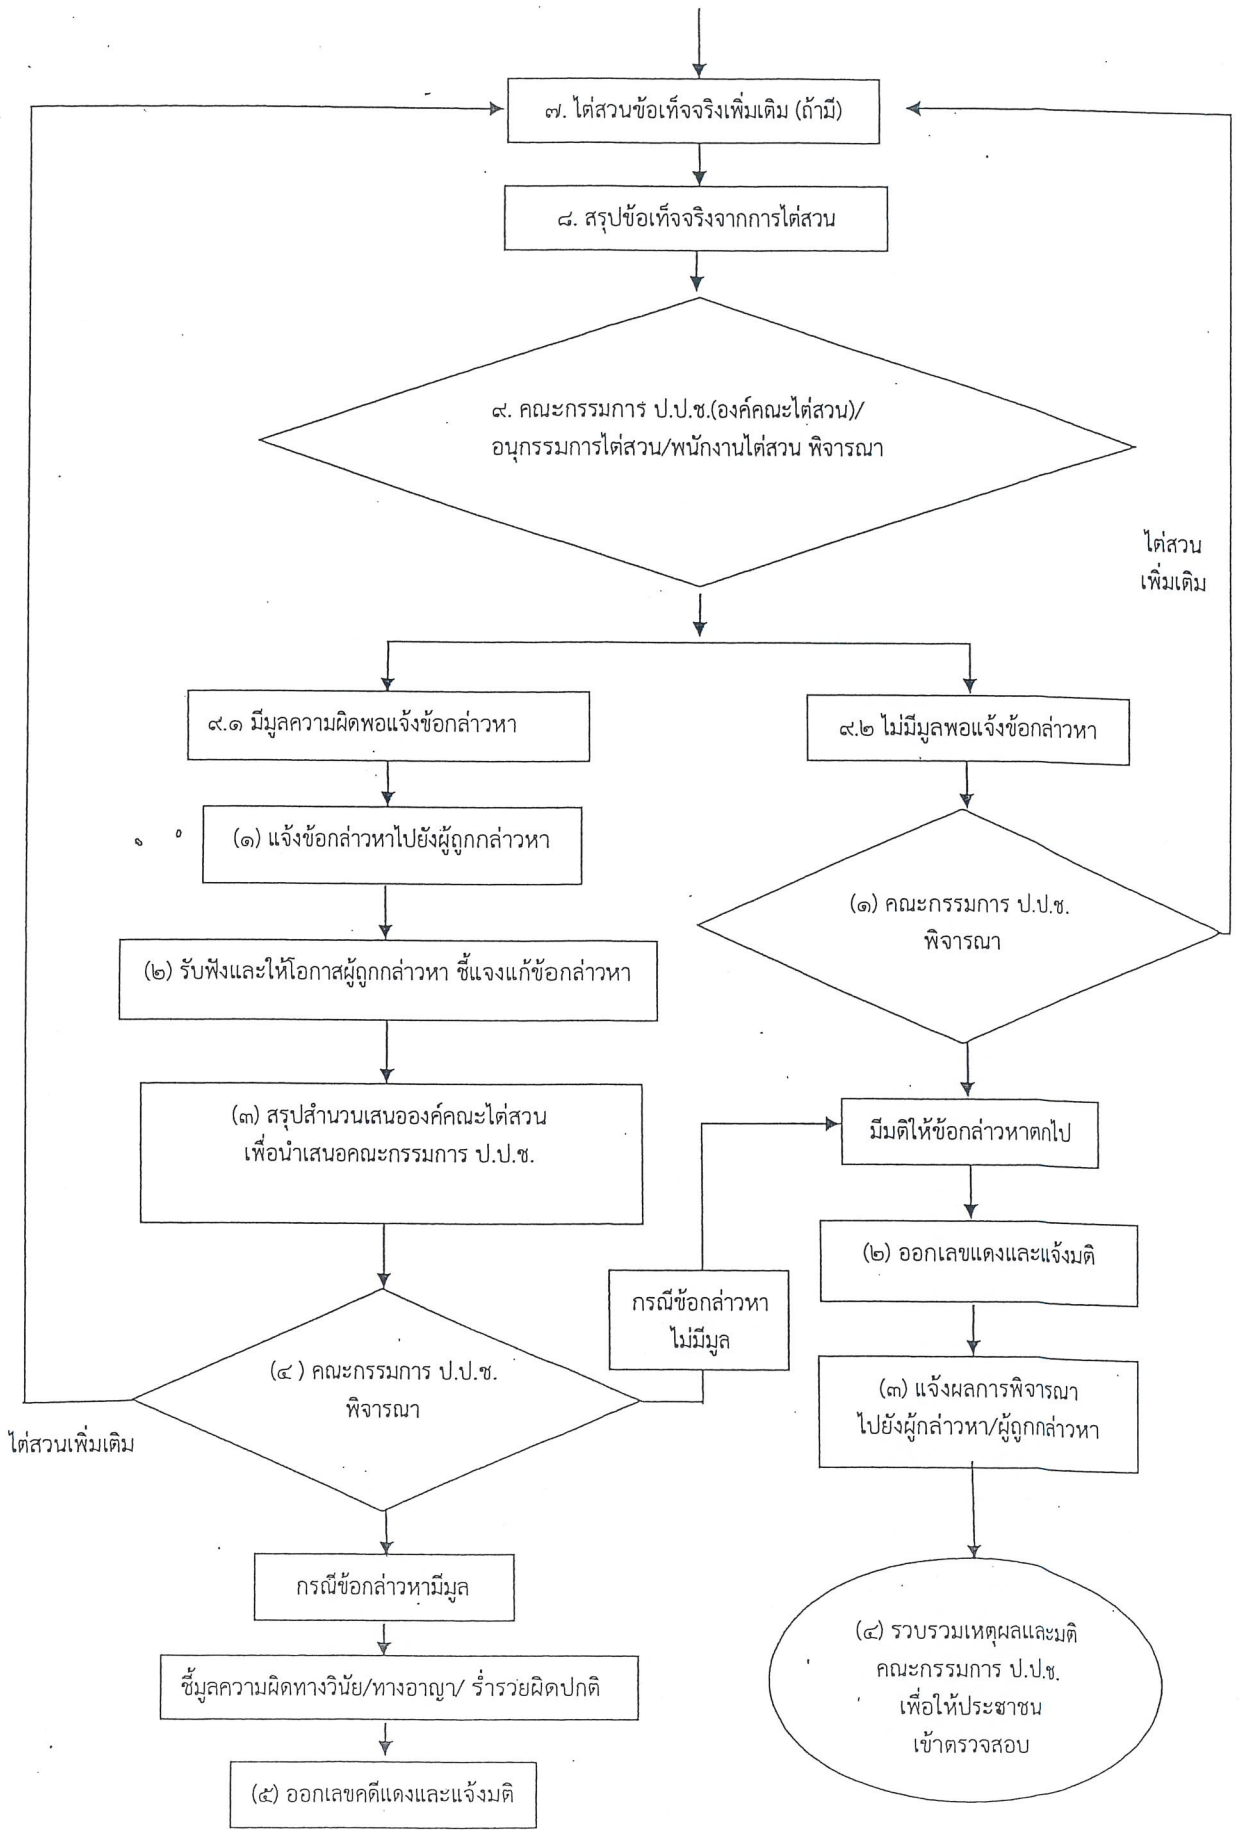 ๗. ไต่สวนข้อเท็จจริงเพิ่มเติม (ถ้ามี)
๘. สรุปข้อเท็จจริงจากการไต่สวน
๙. คณะกรรมการ ป.ป.ช.(องค์คณะไต่สวน)/
อนุกรรมการไต่สวน/พนักงานไต่สวน พิจารณา
ไต่สวน
เพิ่มเติม
๙.๑ มีมูลความผิดพอแจ้งข้อกล่าวหา
(๑) แจ้งข้อกล่าวหาไปยังผู้ถูกกล่าวหา
(๒) รับฟังและให้โอกาสผู้ถูกกล่าวหา ชี้แจงแก้ข้อกล่าวหา
(๓) สรุปสำนวนเสนอองค์คณะไต่สวน
เพื่อนำเสนอคณะกรรมการ ป.ป.ช.
(๔ ) คณะกรรมการ ป.ป.ช.
พิจารณา
ไต่สวนเพิ่มเติม
กรณีข้อกล่าวหา
ไม่มีมูล
กรณีข้อกล่าวหามีมูล
ชี้มูลความผิดทางวินัย/ทางอาญา/ ร่ำรวยผิดปกติ
(๕) ออกเลขคดีแดงและแจ้งมติ
๙.๒ ไม่มีมูลพอแจ้งข้อกล่าวหา
(๑) คณะกรรมการ ป.ป.ช.
พิจารณา
มีมติให้ข้อกล่าวหาตกไป
(๒) ออกเลขแดงและแจ้งมติ
(๓) แจ้งผลการพิจารณา
ไปยังผู้กล่าวหา/ผู้ถูกกล่าวหา
(๔) รวบรวมเหตุผลและมติ
คณะกรรมการ ป.ป.ช.
เพื่อให้ประชาชน
เข้าตรวจสอบ